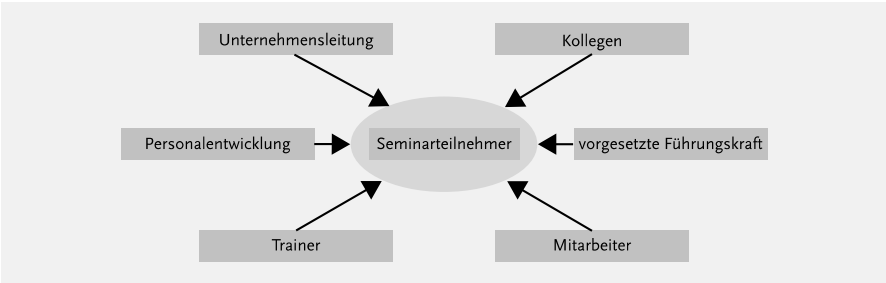 Unternehmensleitung
Kollegen
Personalentwicklung
Seminarteilnehmer
vorgesetzte Führungskraft
Trainer
Mitarbeiter